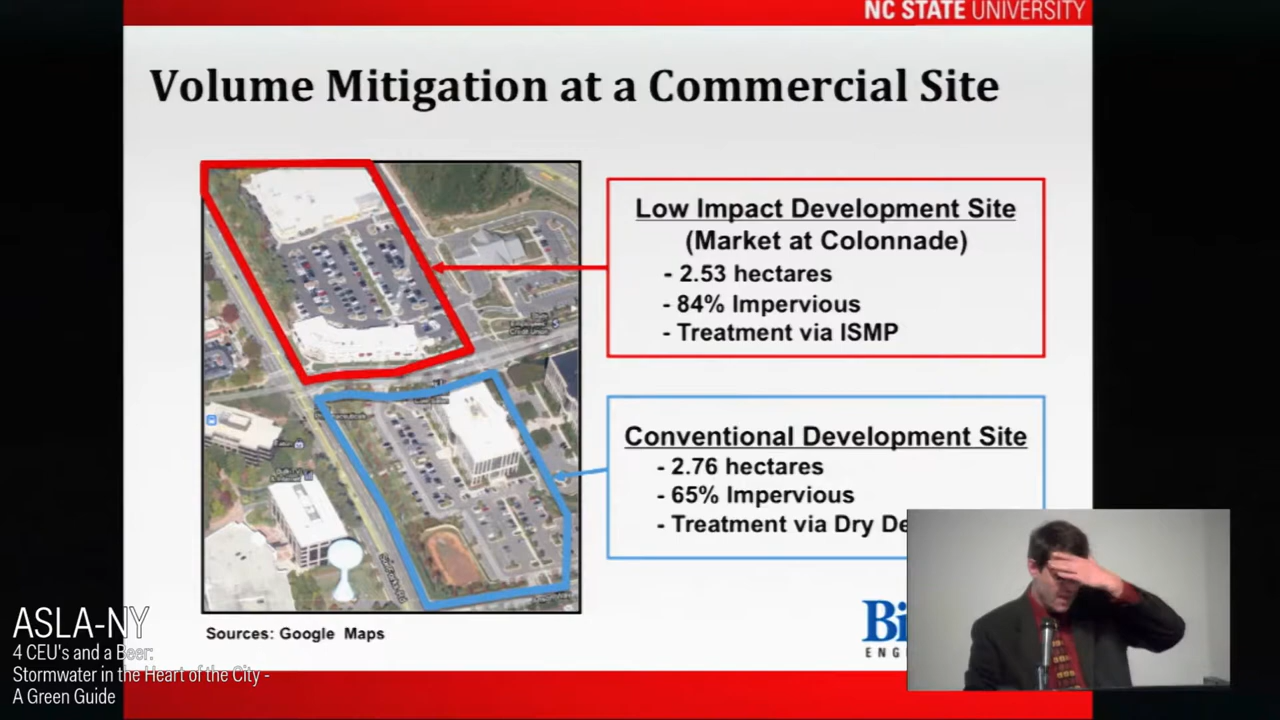 NC STATE UNIVERSITY
Volume Mitigation at a Commercial Site
Low Impact Development Site
(Market at Colonnade)
- 2.53 hectares
- 84% Impervious
- Treatment via ISMP
Conventional Development Site
- 2.76 hectares
- 65% Impervious
- Treatment via Dry De
Sources: Google Maps
Bi
ENG
ASLA-NY
4 CEU's and a Beer:
Stormwater in the Heart of the City -
A Green Guide